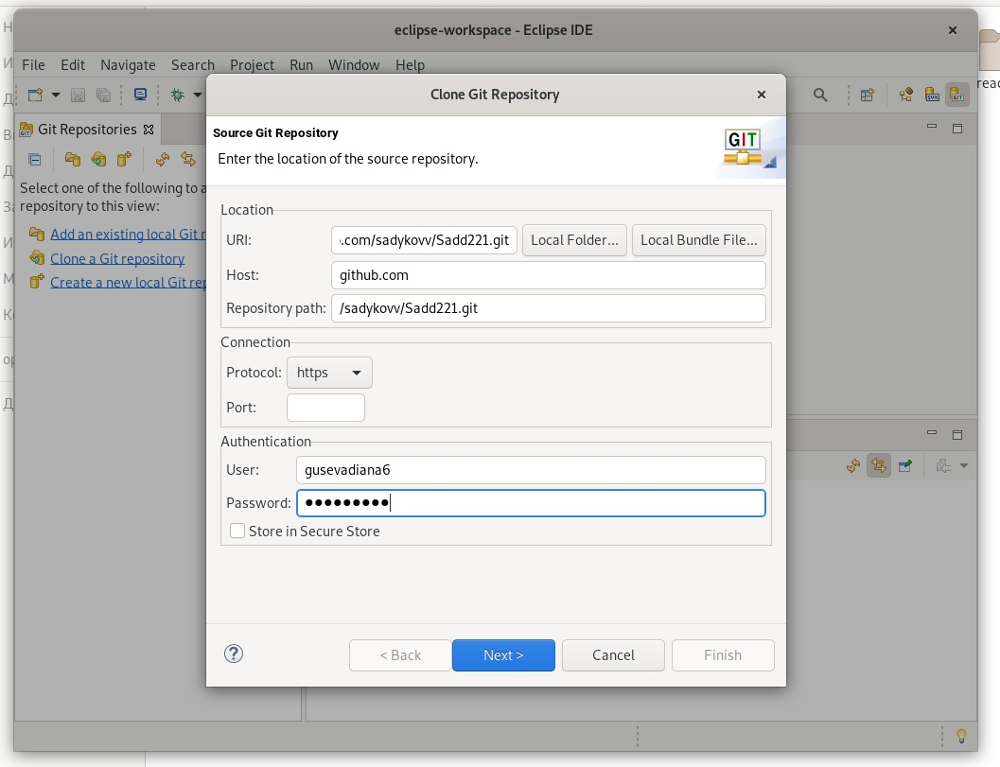 eclipse-workspace - Eclipse IDE
File Edit Navigate Search Project Run Window Help
Clone Git Repository
Git Repositories
Source Git Repository
Enter the location of the source repository.
GIT
Select one of the following to a
repository to this view:
Add an existing local Git r
Clone a Git repository
Create a new local Git rep
Location
URI: .com/sadykovv/Sadd221.git Local Folder... Local Bundle File...
Host: github.com
Repository path: /sadykovv/Sadd221.git
Connection
Protocol: https
Port:
Authentication
User: gusevadiana6
Password: •••••••••
Store in Secure Store
< Back Next > Cancel Finish